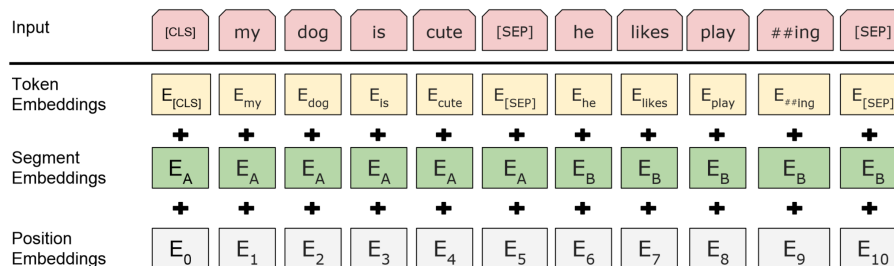 Input [CLS] my dog is cute [SEP] he likes play ##ing [SEP]
Token
Embeddings
E[CLS] Emy Edog Eis Ecute E[SEP] Ehe Elikes Eplay E##ing E[SEP]
Segment
Embeddings
EA EA EA EA EA EA EB EB EB EB EB
Position
Embeddings
E0 E1 E2 E3 E4 E5 E6 E7 E8 E9 E10